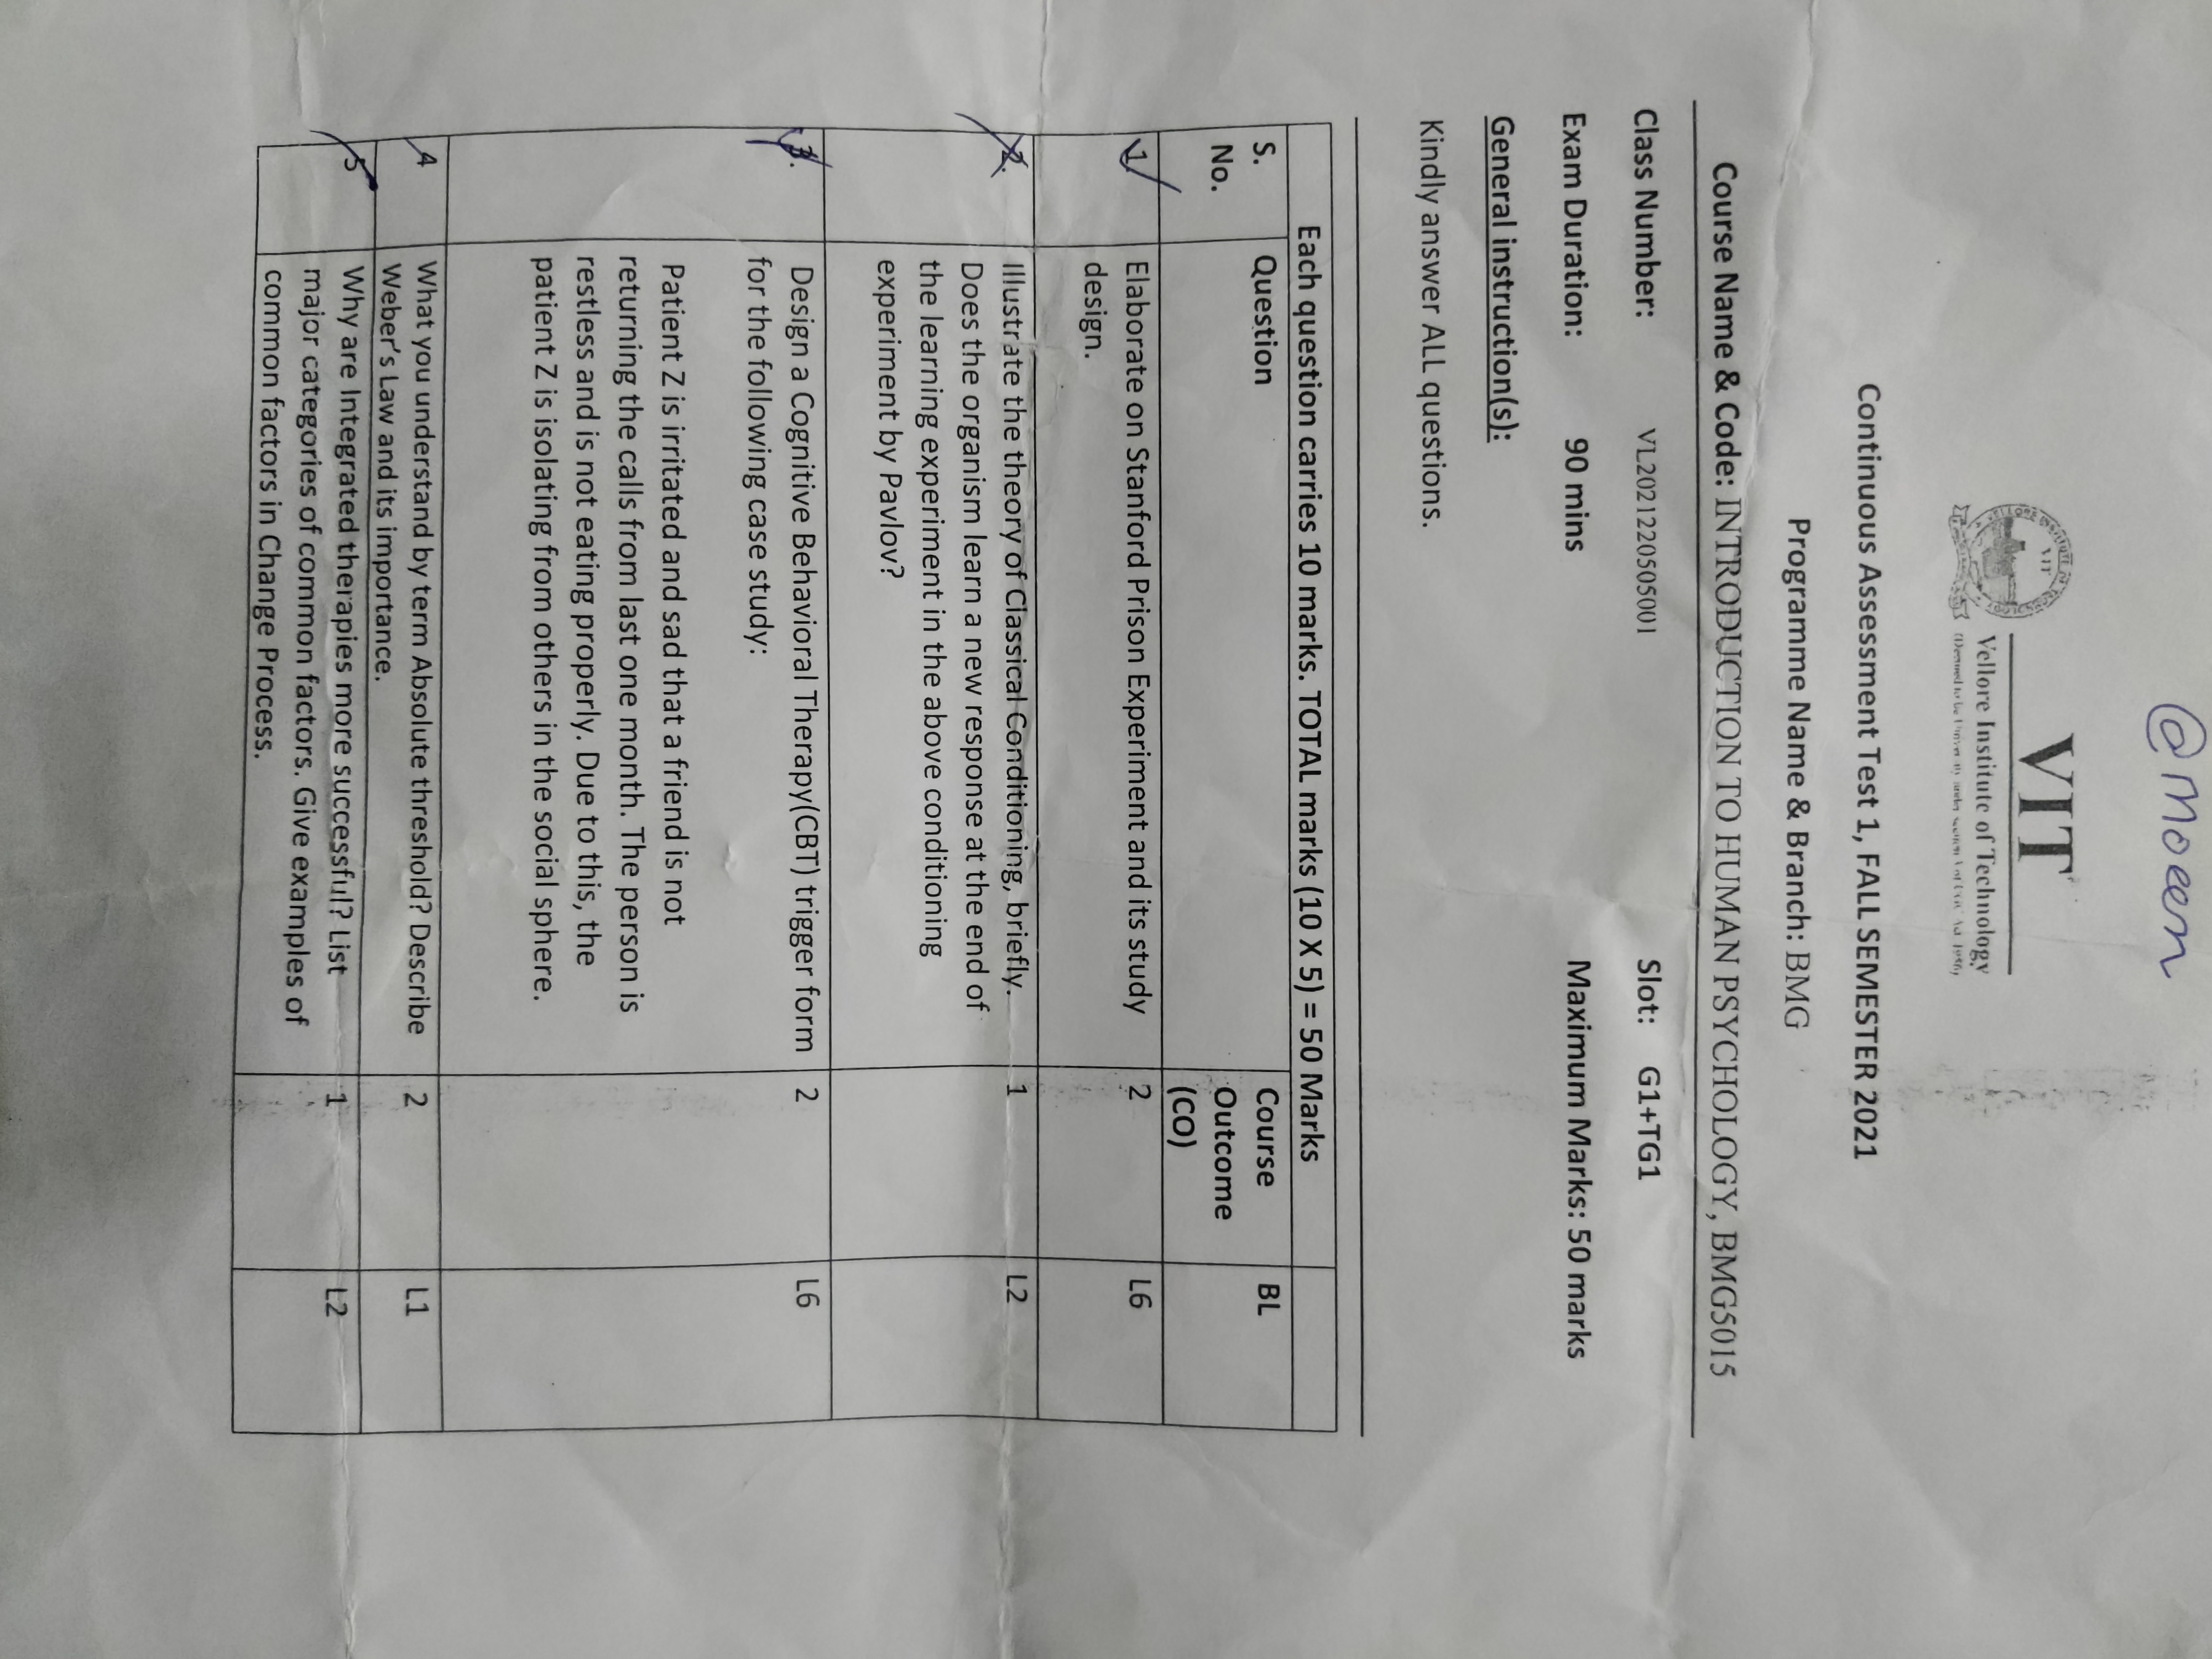 @Moeen
VIT
Vellore Institute of Technology
(Deemed to be University under section 3 of UGC Act, 1956)
Continuous Assessment Test 1, FALL SEMESTER 2021
Programme Name & Branch: BMG
Course Name & Code: INTRODUCTION TO HUMAN PSYCHOLOGY, BMG5015
Class Number: VL2021220505001 Slot: G1+TG1
Exam Duration: 90 mins Maximum Marks: 50 marks
General instruction(s):
Kindly answer ALL questions.
Each question carries 10 marks. TOTAL marks (10 X 5) = 50 Marks
S. Question Course BL
No. Outcome
(CO)
1. Elaborate on Stanford Prison Experiment and its study 2 L6
design.
2. Illustrate the theory of Classical Conditioning, briefly. 1 L2
Does the organism learn a new response at the end of
the learning experiment in the above conditioning
experiment by Pavlov?
3. Design a Cognitive Behavioral Therapy(CBT) trigger form 2 L6
for the following case study:
Patient Z is irritated and sad that a friend is not
returning the calls from last one month. The person is
restless and is not eating properly. Due to this, the
patient Z is isolating from others in the social sphere.
4 What you understand by term Absolute threshold? Describe 2 L1
Weber's Law and its importance.
5 Why are Integrated therapies more successful? List 1 L2
major categories of common factors. Give examples of
common factors in Change Process.